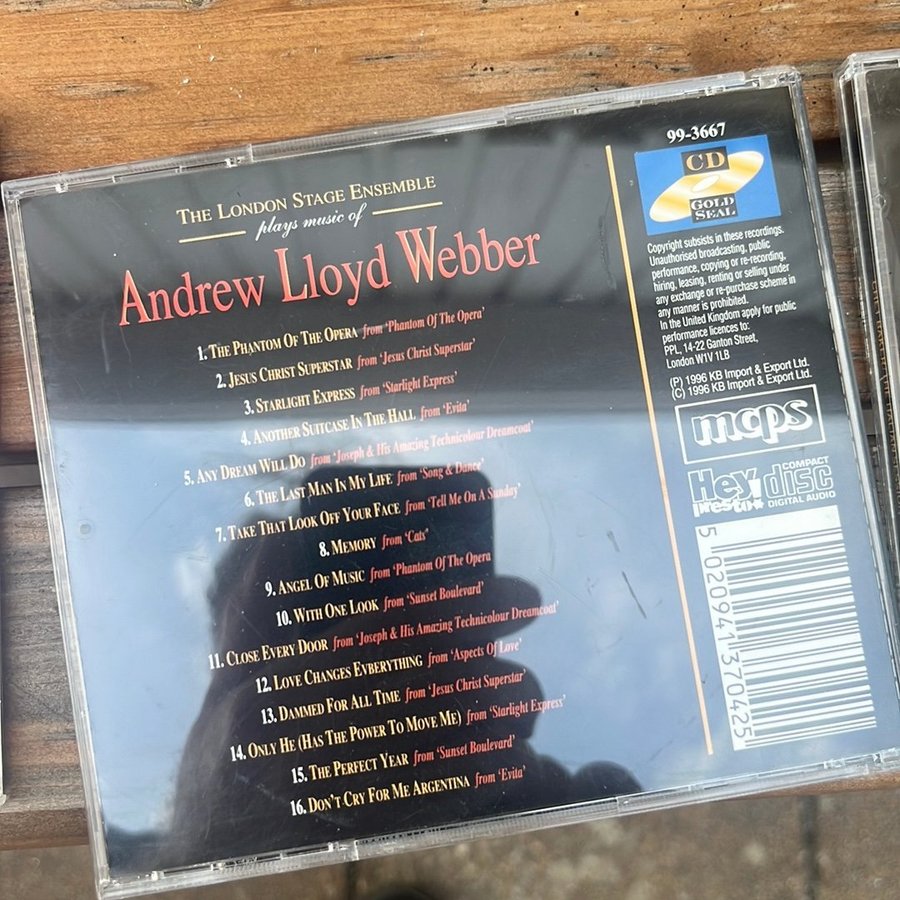 THE LONDON STAGE ENSEMBLE
plays music of
Andrew Lloyd Webber
1. THE PHANTOM OF THE OPERA from 'Phantom Of The Opera'
2. JESUS CHRIST SUPERSTAR from 'Jesus Christ Superstar'
3. STARLIGHT EXPRESS from 'Starlight Express'
4. ANOTHER SUITCASE IN THE HALL from 'Evita'
5. ANY DREAM WILL DO from 'Joseph & His Amazing Technicolour Dreamcoat'
6. THE LAST MAN IN MY LIFE from 'Song & Dance'
7. TAKE THAT LOOK OFF YOUR FACE from 'Tell Me On A Sunday'
8. MEMORY from 'Cats'
9. ANGEL OF MUSIC from 'Phantom Of The Opera
10. WITH ONE LOOK from 'Sunset Boulevard'
11. CLOSE EVERY DOOR from 'Joseph & His Amazing Technicolour Dreamcoat'
12. LOVE CHANGES EVBERYTHING from 'Aspects Of Love'
13. DAMMED FOR ALL TIME from 'Jesus Christ Superstar'
14. ONLY HE (HAS THE POWER TO MOVE ME) from 'Starlight Express'
15. THE PERFECT YEAR from 'Sunset Boulevard'
16. DON'T CRY FOR ME ARGENTINA from 'Evita'
99-3667
CD
GOLD
SEAL
Copyright subsists in these recordings.
Unauthorised broadcasting, public
performance, copying or re-recording,
hiring, leasing, renting or selling under
any exchange or re-purchase scheme in
any manner is prohibited.
In the United Kingdom apply for public
performance licences to:
PPL, 14-22 Ganton Street,
London W1V 1LB
(P) 1996 KB Import & Export Ltd.
(C) 1996 KB Import & Export Ltd.
mcps
Hey Presto!
COMPACT
disc
DIGITAL AUDIO
5 020941 370425